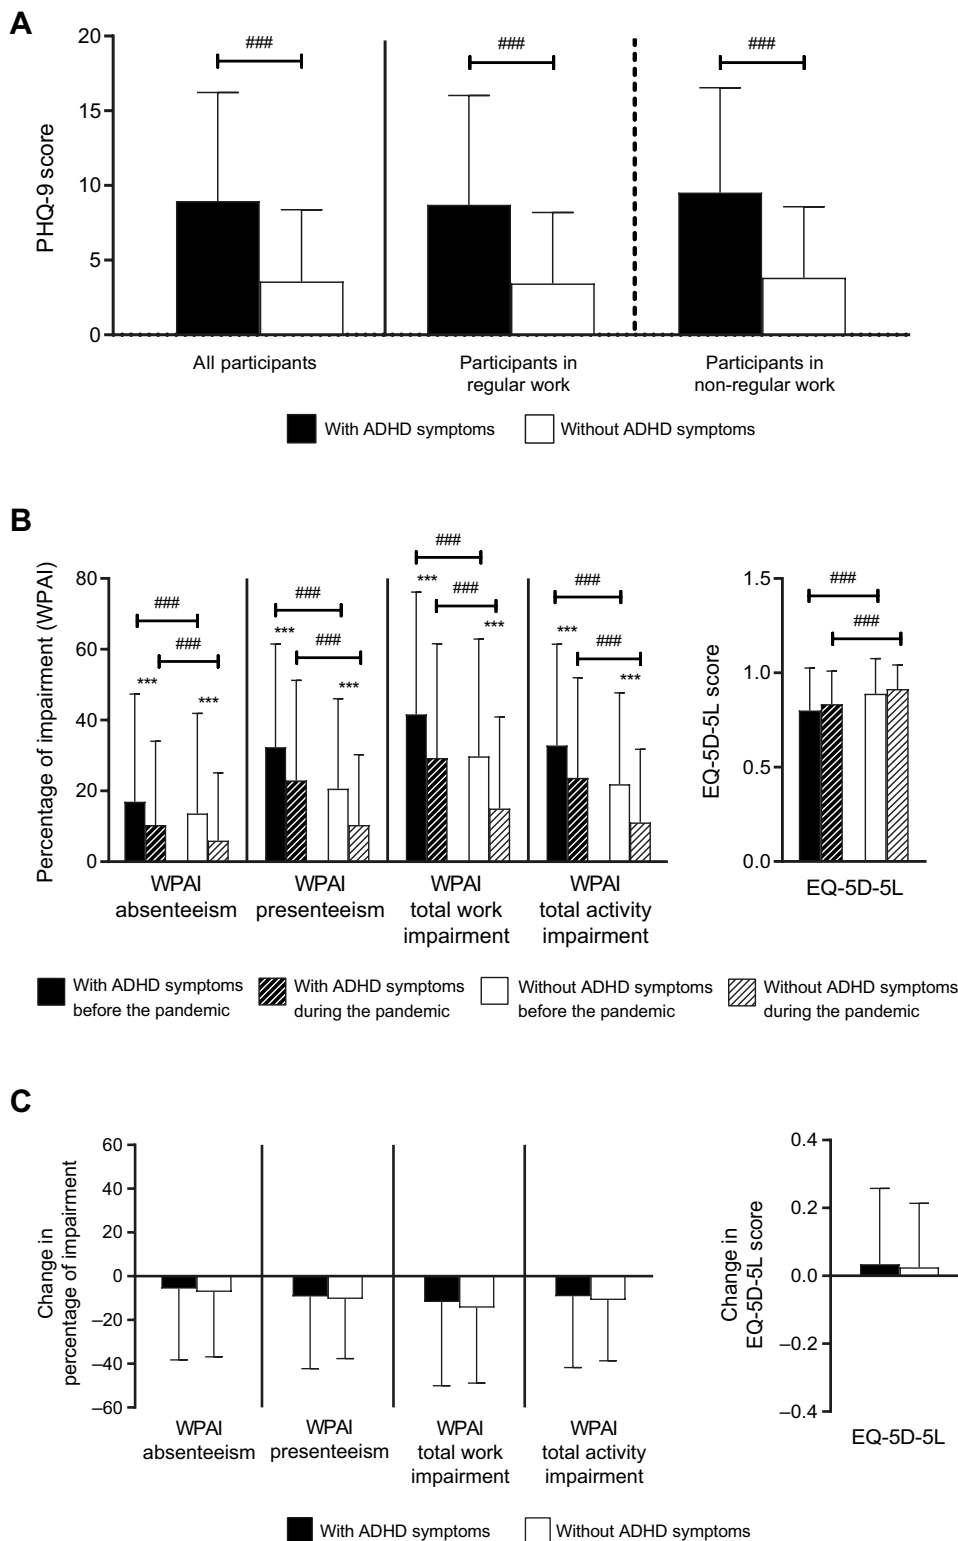 A
PHQ-9 score
20
15
10
5
0
###
###
###
All participants
Participants in
regular work
Participants in
non-regular work
With ADHD symptoms
Without ADHD symptoms
B
Percentage of impairment (WPAI)
80
60
40
20
0
###
###
***
***
###
###
***
***
###
###
***
***
###
###
***
***
WPAI
absenteeism
WPAI
presenteeism
WPAI
total work
impairment
WPAI
total activity
impairment
EQ-5D-5L score
1.5
1.0
0.5
0.0
###
###
EQ-5D-5L
With ADHD symptoms
before the pandemic
With ADHD symptoms
during the pandemic
Without ADHD symptoms
before the pandemic
Without ADHD symptoms
during the pandemic
C
Change in
percentage of impairment
60
40
20
0
–20
–40
–60
WPAI
absenteeism
WPAI
presenteeism
WPAI
total work
impairment
WPAI
total activity
impairment
Change in
EQ-5D-5L score
0.4
0.2
0.0
–0.2
–0.4
EQ-5D-5L
With ADHD symptoms
Without ADHD symptoms